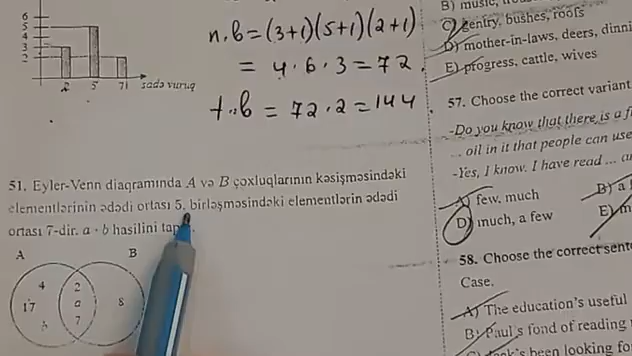 6
5
4
3
2
2 5 71 sadə vuruq
n.b = (3+1)(5+1)(2+1)
= 4 · 6 · 3 = 72.
t.b = 72 · 2 = 144
51. Eyler-Venn diaqramında A və B çoxluqlarının kəsişməsindəki
elementlərinin ədədi ortası 5, birləşməsindəki elementlərin ədədi
ortası 7-dir. a · b hasilini
A B
4 2
17 a 8
b 7
B) music,
C) gentry, bushes, roofs
D) mother-in-laws, deers,
E) progress, cattle, wives
57. Choose the correct variant
-Do you know that there is a
... oil in it that people can use
-Yes, I know. I have read ...
A) few, much B) a
D) much, a few E)
58. Choose the correct
Case.
A) The education's useful
B) Paul's fond of reading
been looking